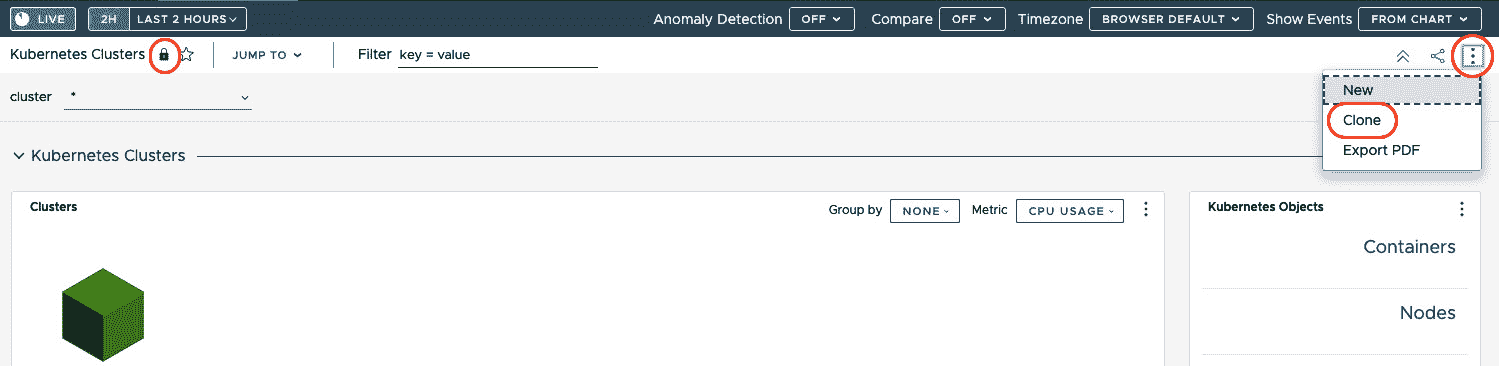 LIVE 2H LAST 2 HOURS Anomaly Detection OFF Compare OFF Timezone BROWSER DEFAULT Show Events FROM CHART
Kubernetes Clusters JUMP TO Filter key = value
cluster *
New
Clone
Export PDF
Kubernetes Clusters
Clusters Group by NONE Metric CPU USAGE Kubernetes Objects
Containers
Nodes